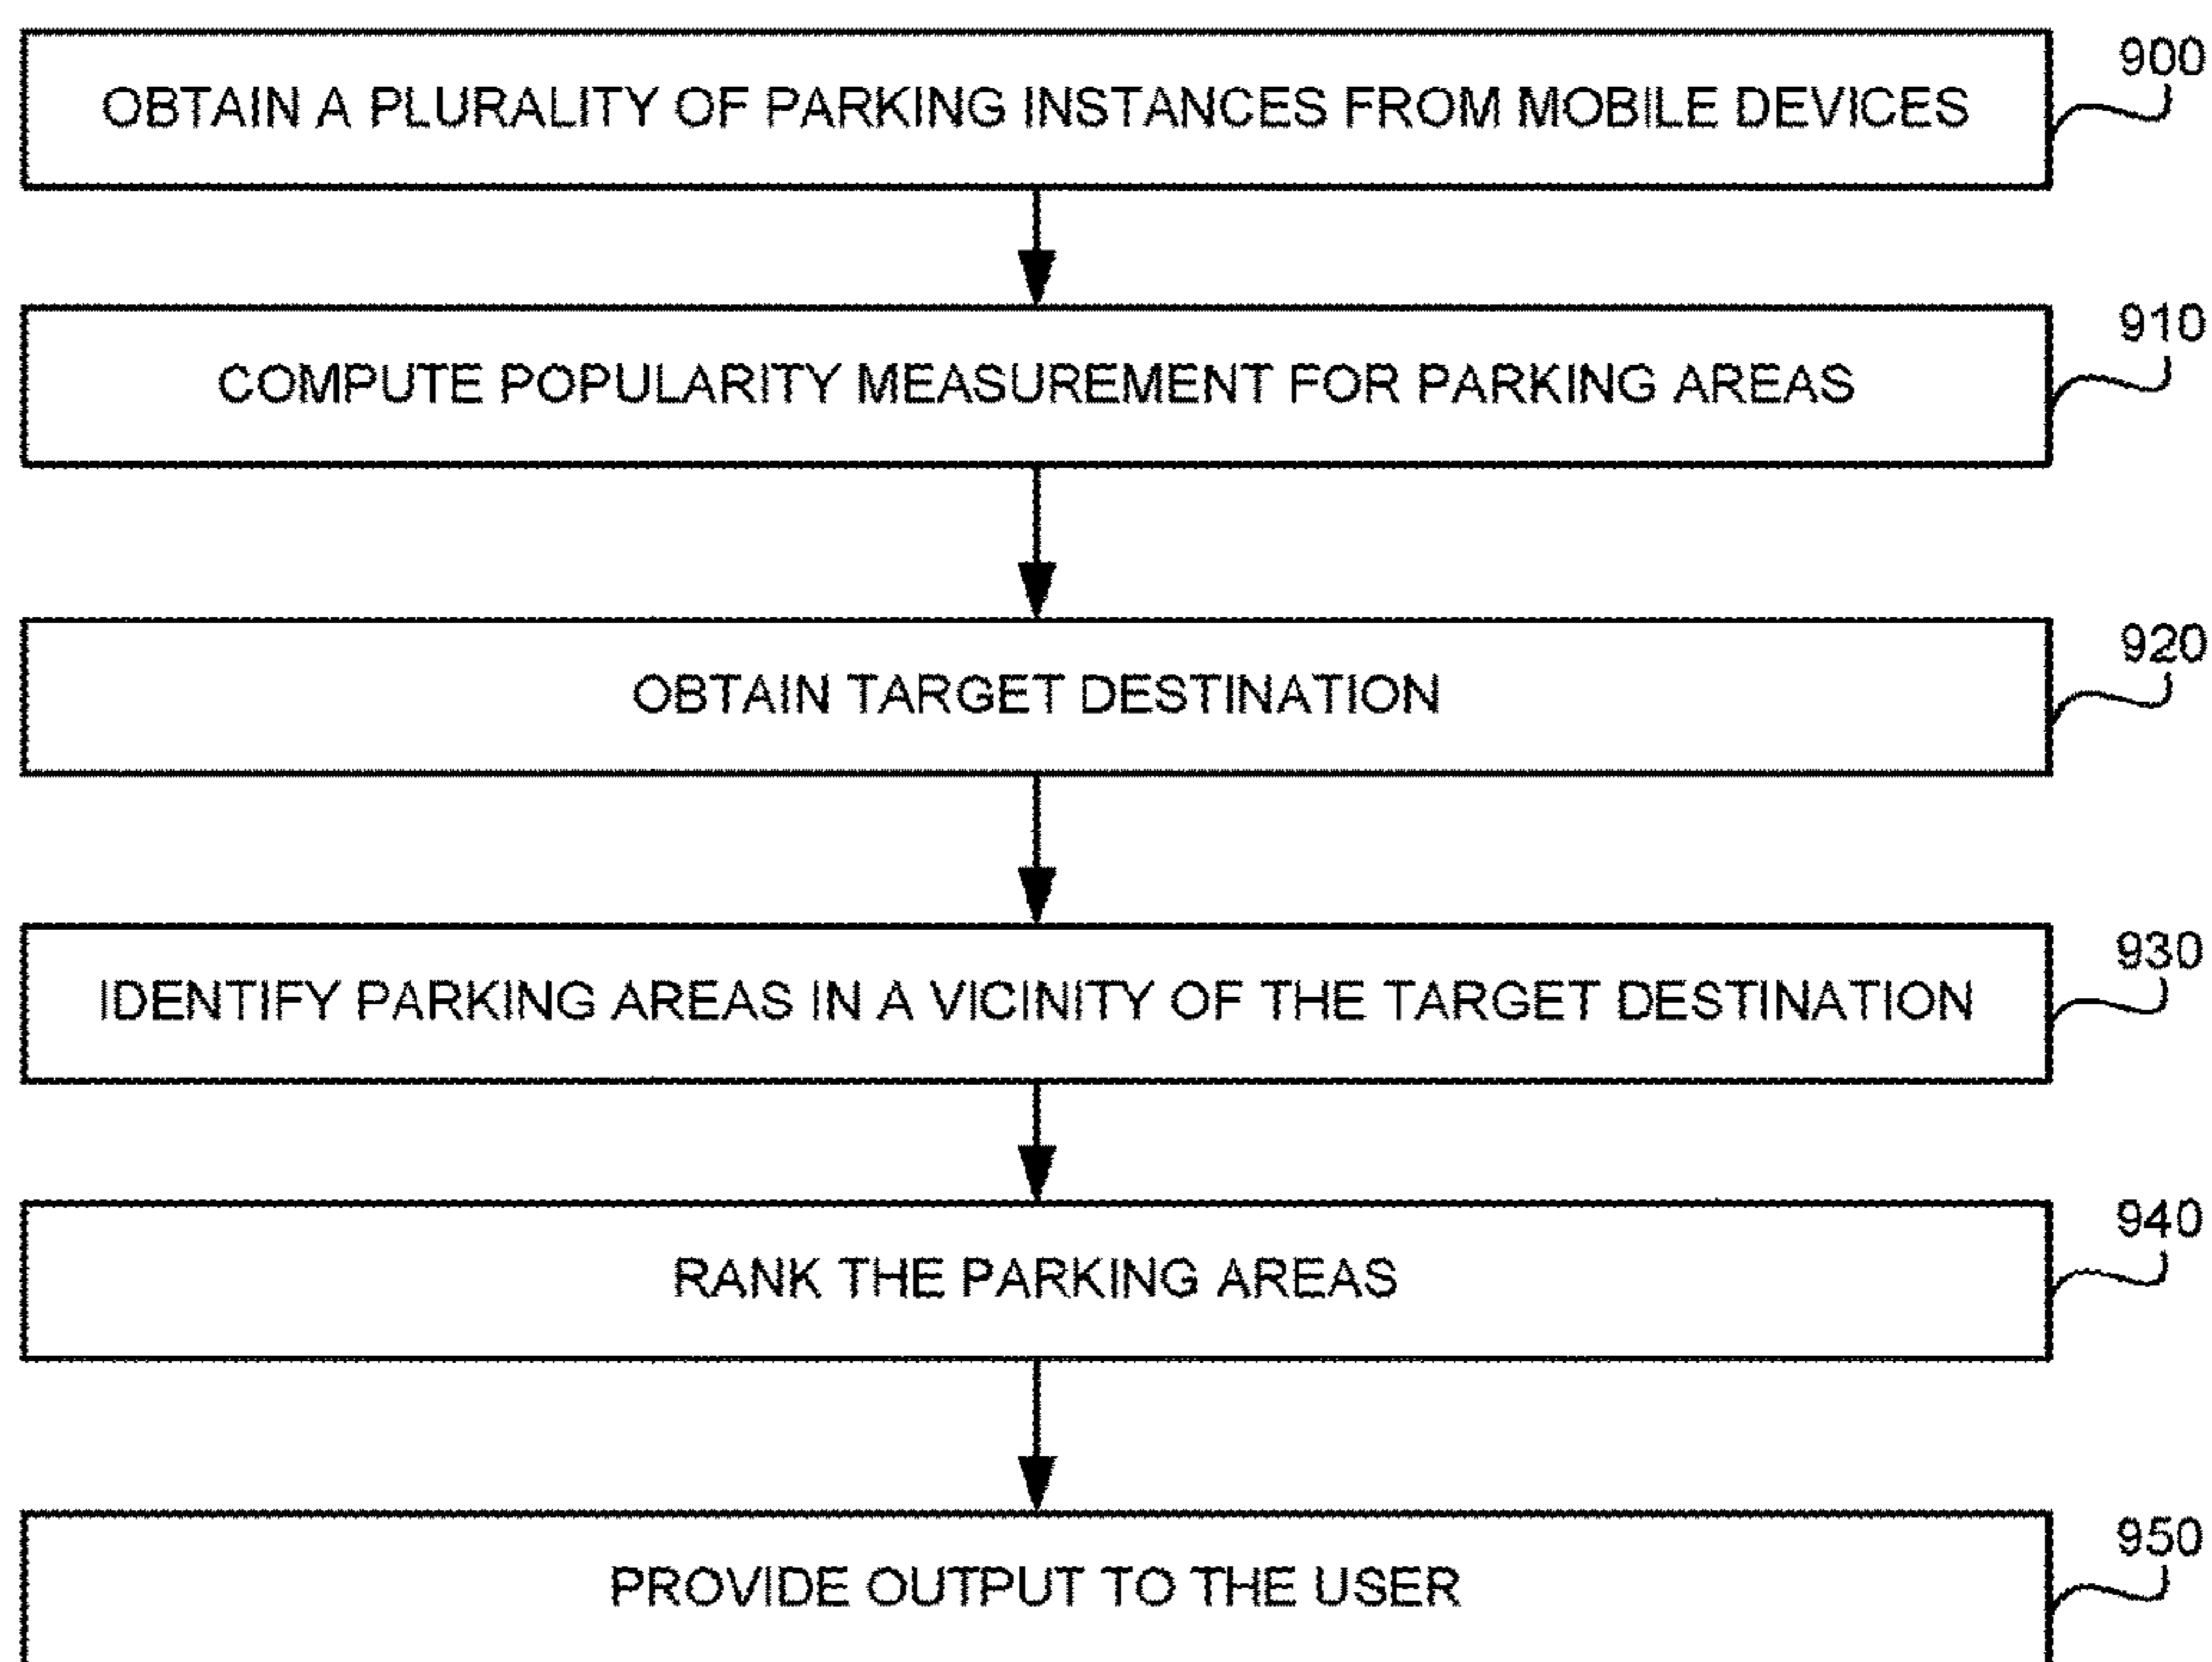 OBTAIN A PLURALITY OF PARKING INSTANCES FROM MOBILE DEVICES
900
COMPUTE POPULARITY MEASUREMENT FOR PARKING AREAS
910
OBTAIN TARGET DESTINATION
920
IDENTIFY PARKING AREAS IN A VICINITY OF THE TARGET DESTINATION
930
RANK THE PARKING AREAS
940
PROVIDE OUTPUT TO THE USER
950